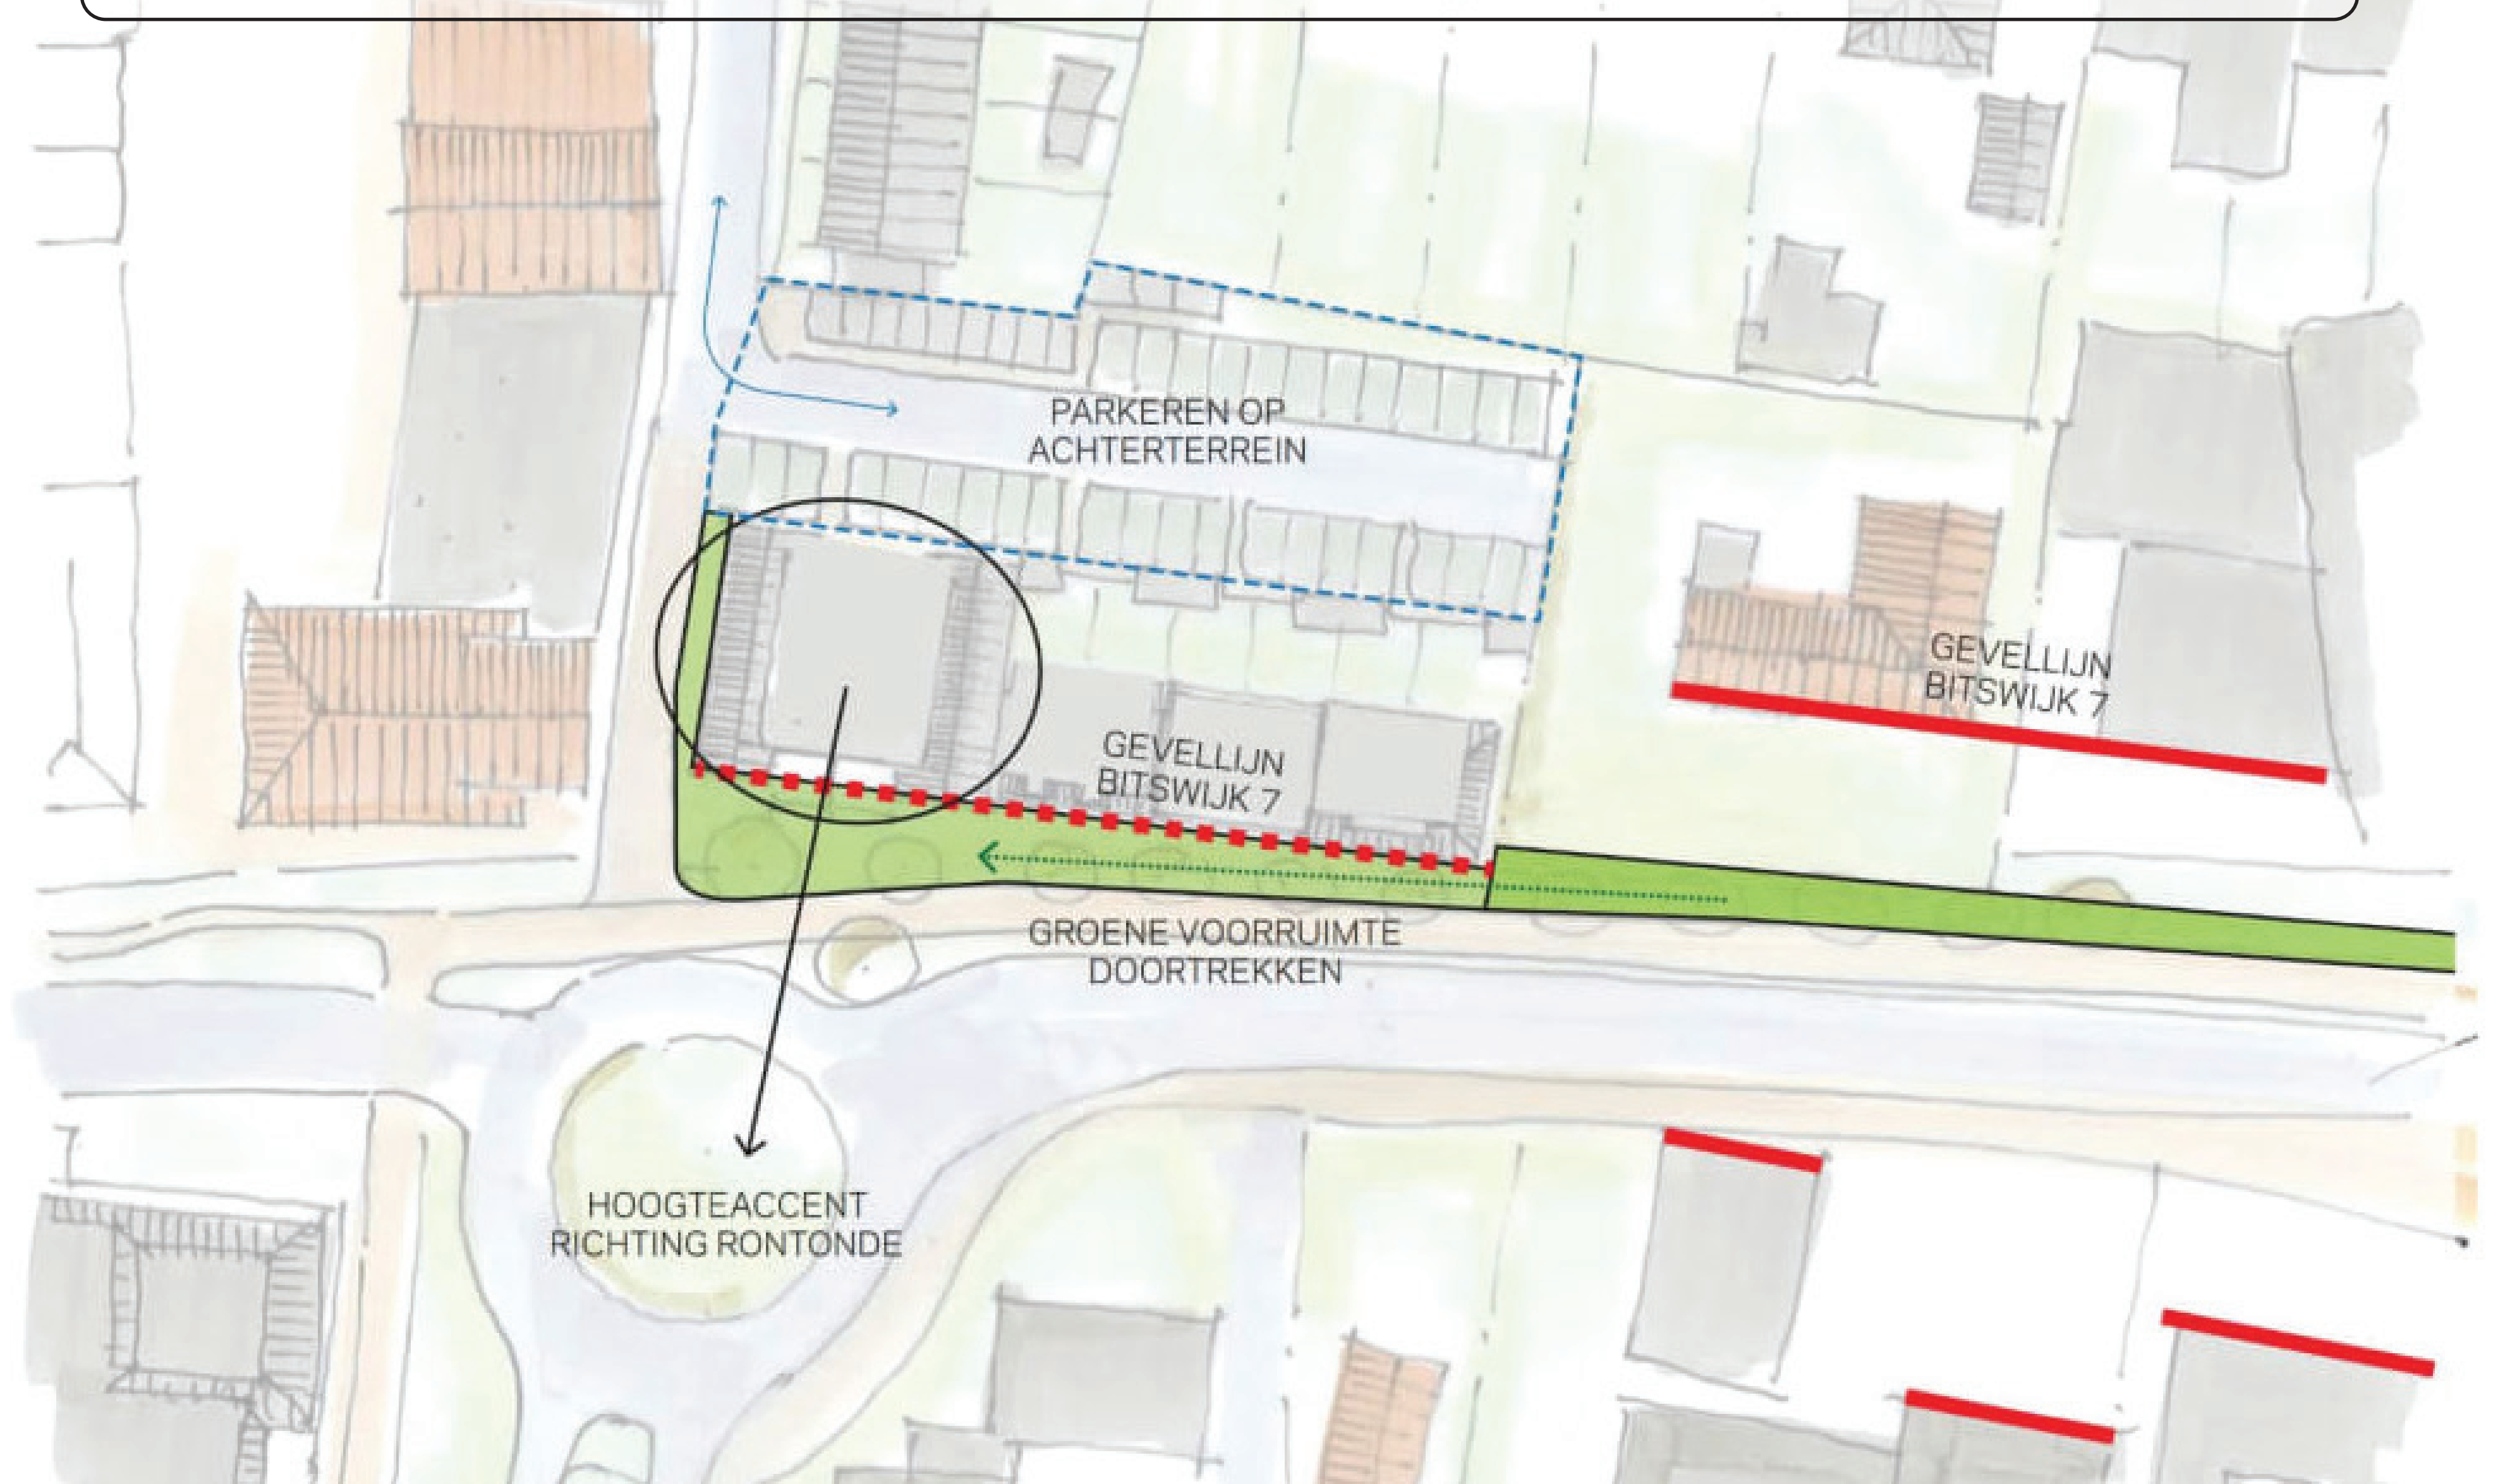 PARKEREN OP
ACHTERTERREIN
GEVELLIJN
BITSWIJK 7
GEVELLIJN
BITSWIJK 7
GROENE VOORRUIMTE
DOORTREKKEN
HOOGTEACCENT
RICHTING RONTONDE